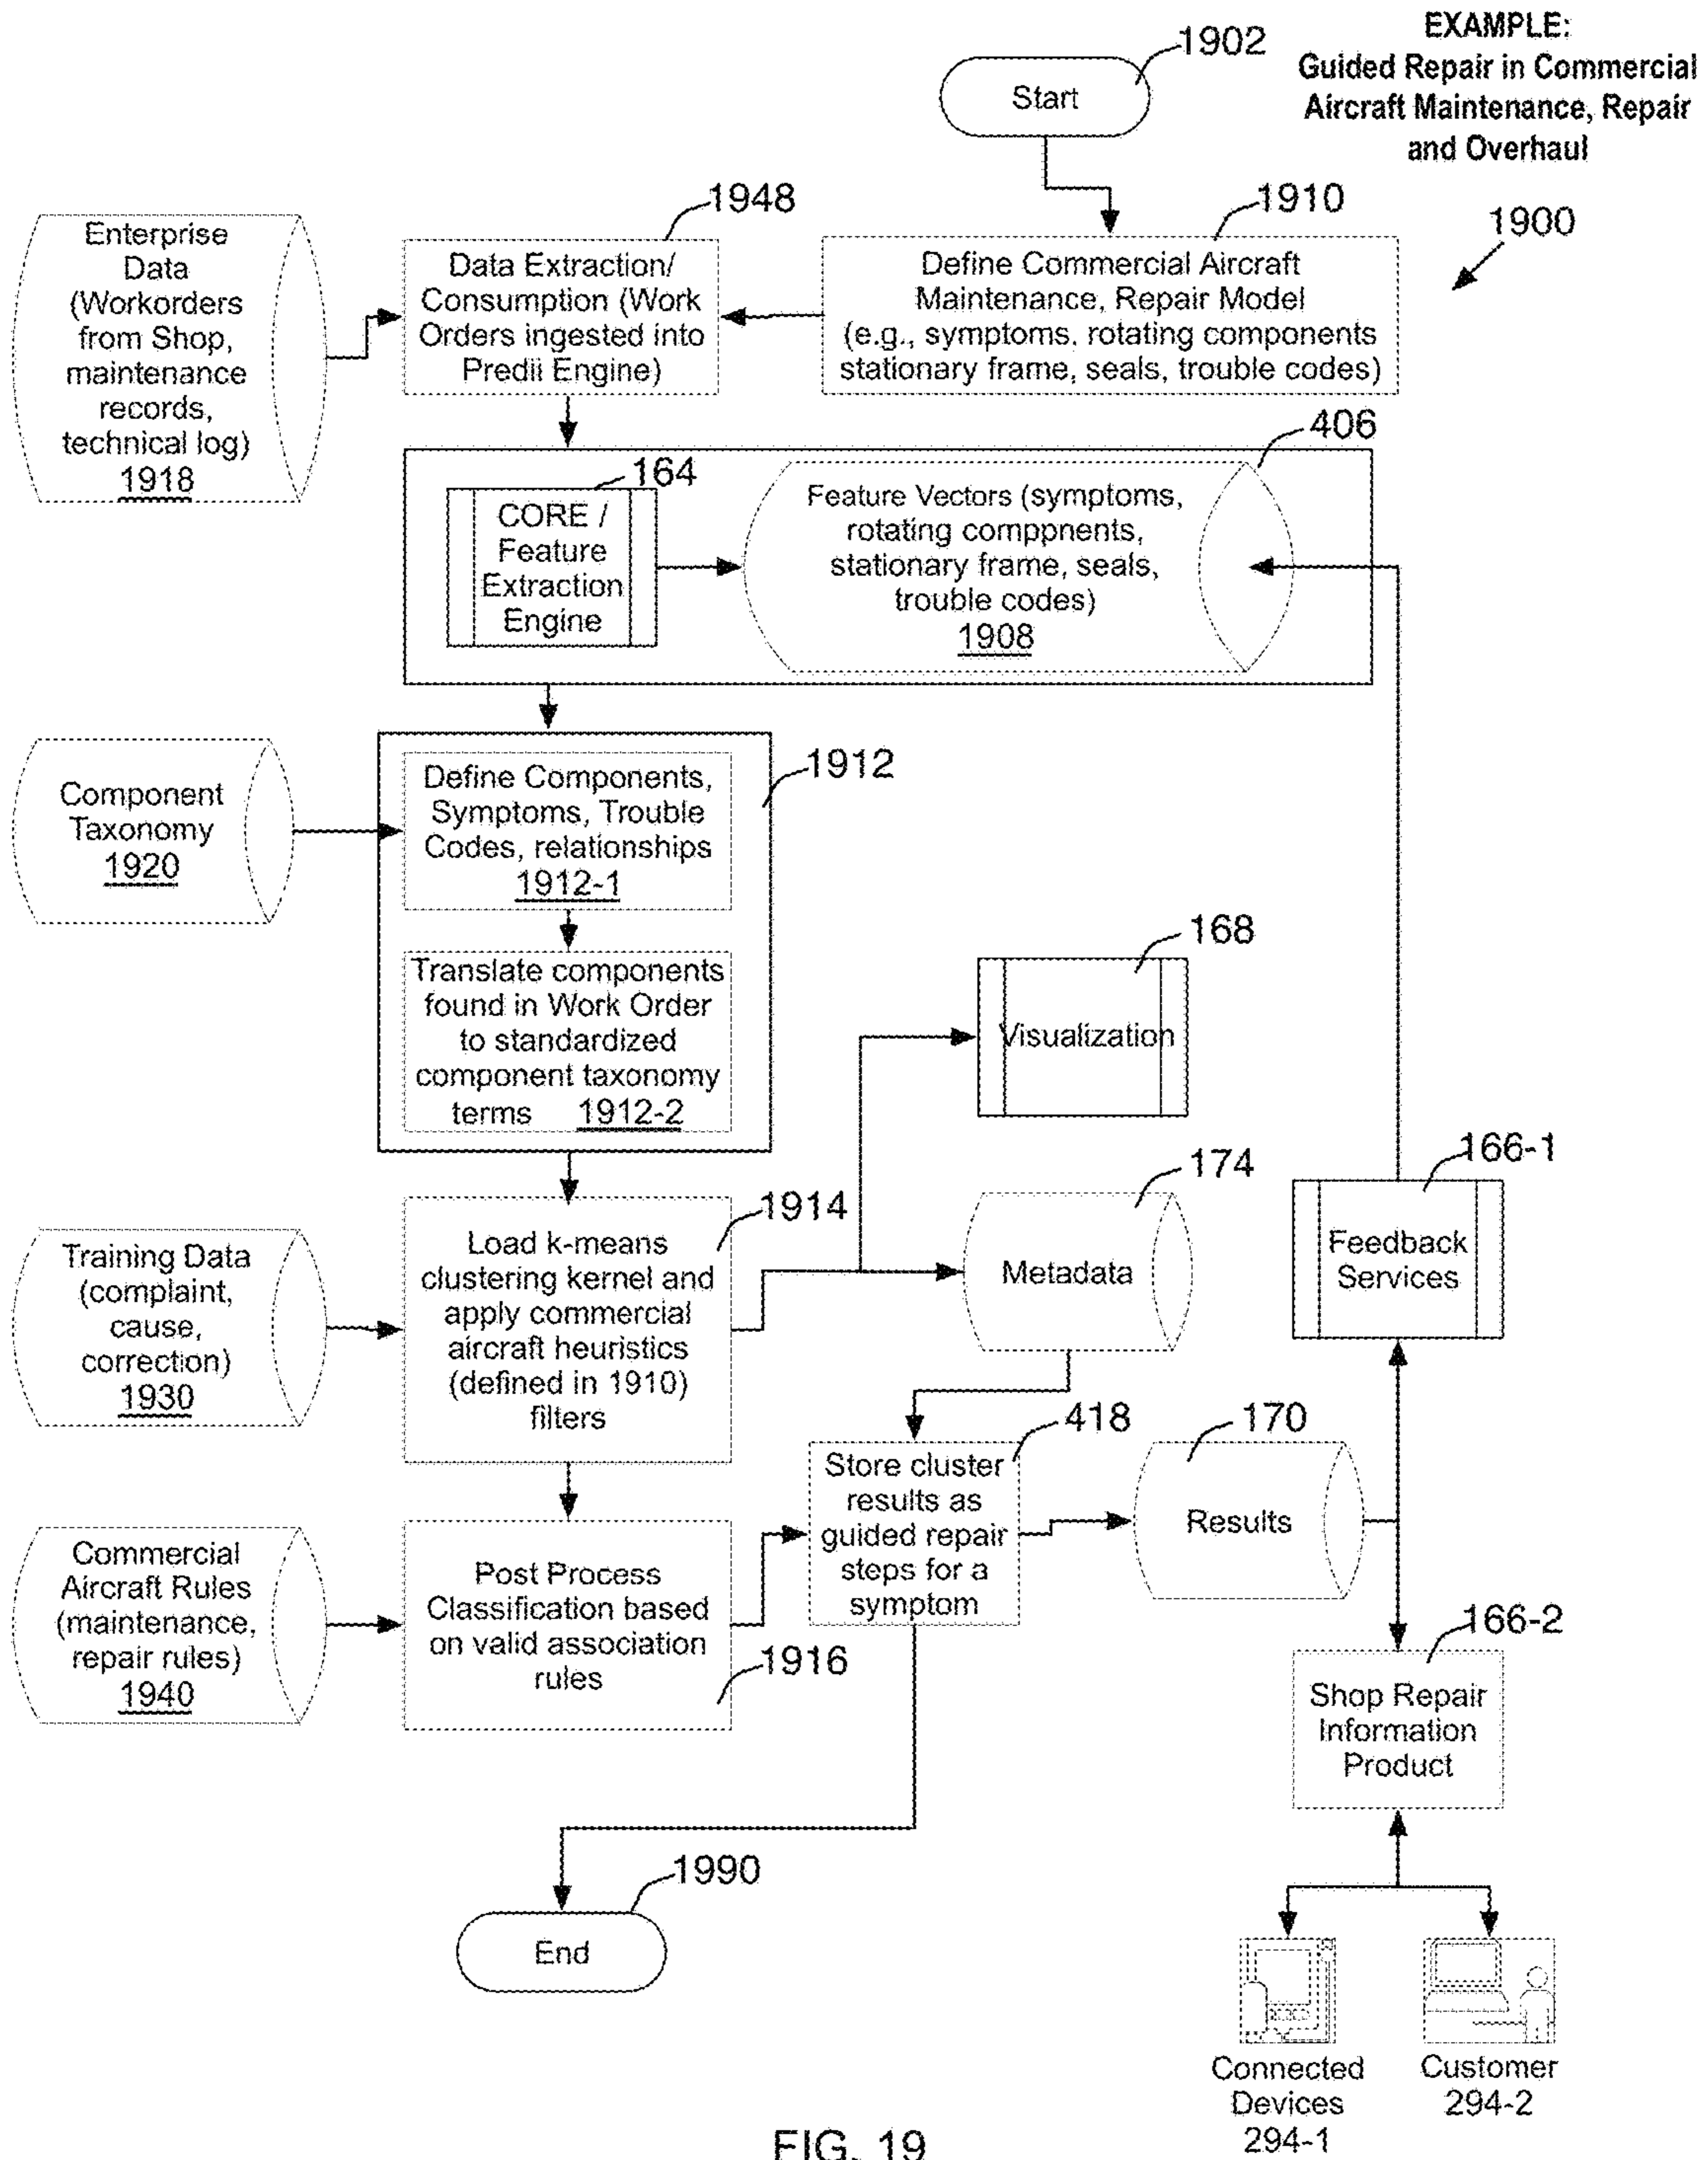 EXAMPLE:
Guided Repair in Commercial
Aircraft Maintenance, Repair
and Overhaul
1900
1902
Start
1910
Define Commercial Aircraft
Maintenance, Repair Model
(e.g., symptoms, rotating components
stationary frame, seals, trouble codes)
1948
Data Extraction/
Consumption (Work
Orders ingested into
Predii Engine)
Enterprise
Data
(Workorders
from Shop,
maintenance
records,
technical log)
1918
406
164
CORE /
Feature
Extraction
Engine
Feature Vectors (symptoms,
rotating comppnents,
stationary frame, seals,
trouble codes)
1908
Component
Taxonomy
1920
1912
Define Components,
Symptoms, Trouble
Codes, relationships
1912-1
Translate components
found in Work Order
to standardized
component taxonomy
terms 1912-2
168
Visualization
174
Metadata
166-1
Feedback
Services
Training Data
(complaint,
cause,
correction)
1930
1914
Load k-means
clustering kernel and
apply commercial
aircraft heuristics
(defined in 1910)
filters
418
Store cluster
results as
guided repair
steps for a
symptom
170
Results
Commercial
Aircraft Rules
(maintenance,
repair rules)
1940
Post Process
Classification based
on valid association
rules
1916
166-2
Shop Repair
Information
Product
1990
End
Connected
Devices
294-1
Customer
294-2
FIG. 19